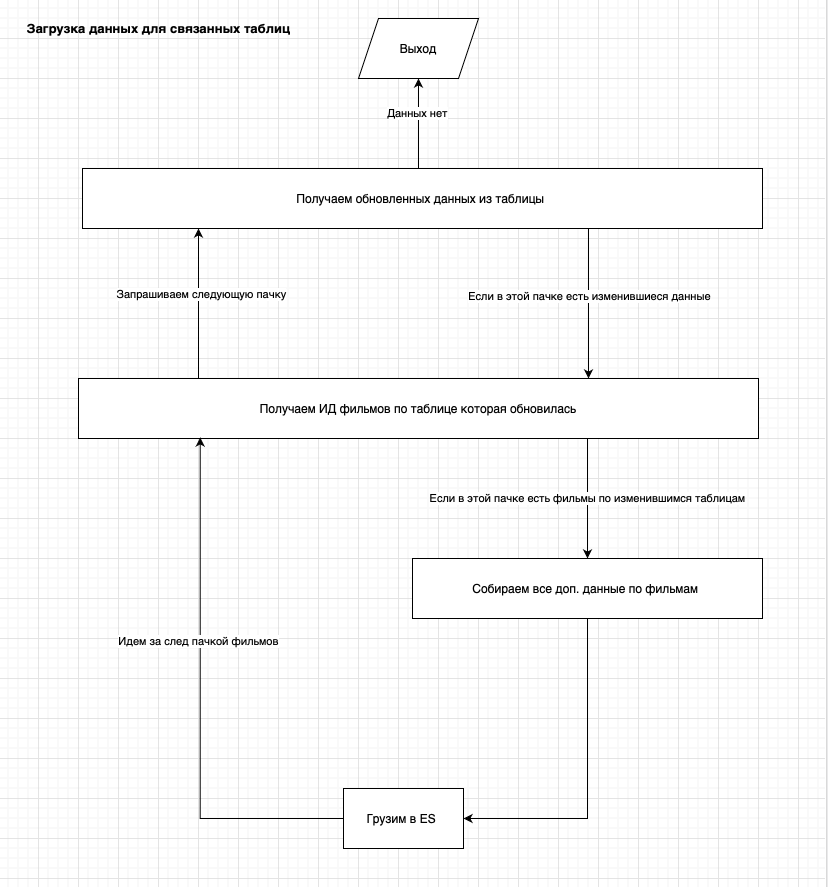 Загрузка данных для связанных таблиц
Выход
Данных нет
Получаем обновленных данных из таблицы
Запрашиваем следующую пачку
Если в этой пачке есть изменившиеся данные
Получаем ИД фильмов по таблице которая обновилась
Если в этой пачке есть фильмы по изменившимся таблицам
Собираем все доп. данные по фильмам
Идем за след пачкой фильмов
Грузим в ES